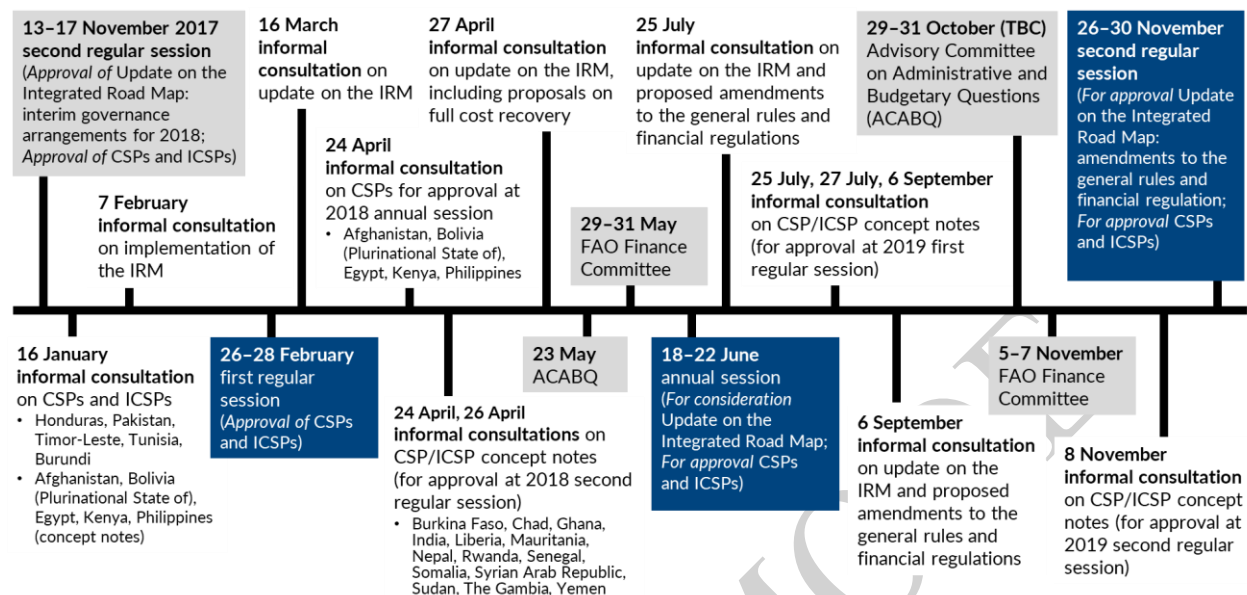 13–17 November 2017
second regular session
(Approval of Update on the
Integrated Road Map:
interim governance
arrangements for 2018;
Approval of CSPs and ICSPs)
7 February
informal consultation
on implementation of
the IRM
16 March
informal
consultation on
update on the IRM
24 April
informal consultation
on CSPs for approval at
2018 annual session
• Afghanistan, Bolivia
(Plurinational State of),
Egypt, Kenya, Philippines
27 April
informal consultation
on update on the IRM,
including proposals on
full cost recovery
29–31 May
FAO Finance
Committee
25 July
informal consultation on
update on the IRM and
proposed amendments
to the general rules and
financial regulations
25 July, 27 July, 6 September
informal consultation
on CSP/ICSP concept notes
(for approval at 2019 first
regular session)
29–31 October (TBC)
Advisory Committee
on Administrative and
Budgetary Questions
(ACABQ)
26–30 November
second regular
session
(For approval Update
on the Integrated
Road Map:
amendments to the
general rules and
financial regulation;
For approval CSPs
and ICSPs)
16 January
informal consultation
on CSPs and ICSPs
• Honduras, Pakistan,
Timor-Leste, Tunisia,
Burundi
• Afghanistan, Bolivia
(Plurinational State of),
Egypt, Kenya, Philippines
(concept notes)
26–28 February
first regular
session
(Approval of CSPs
and ICSPs)
24 April, 26 April
informal consultations on
CSP/ICSP concept notes
(for approval at 2018 second
regular session)
• Burkina Faso, Chad, Ghana,
India, Liberia, Mauritania,
Nepal, Rwanda, Senegal,
Somalia, Syrian Arab Republic,
Sudan, The Gambia, Yemen
23 May
ACABQ
18–22 June
annual session
(For consideration
Update on the
Integrated Road Map;
For approval CSPs
and ICSPs)
6 September
informal consultation
on update on the
IRM and proposed
amendments to the
general rules and
financial regulations
5–7 November
FAO Finance
Committee
8 November
informal consultation
on CSP/ICSP concept
notes (for approval at
2019 second regular
session)